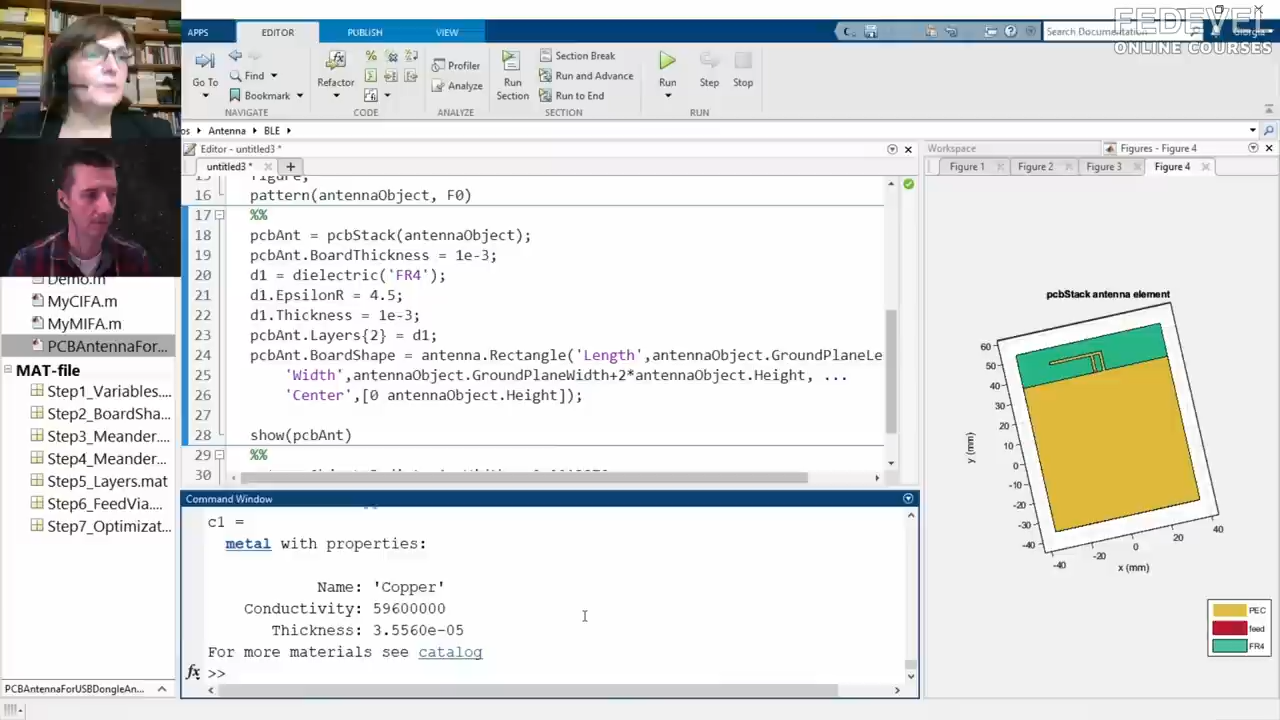 FEDEVEL
ONLINE COURSES
APPS
EDITOR
PUBLISH
VIEW
Search Documentation
Go To
Find
Bookmark
NAVIGATE
Refactor
CODE
Profiler
Analyze
ANALYZE
Run
Section
Section Break
Run and Advance
Run to End
SECTION
Run
Step
Stop
RUN
os
Antenna
BLE
Editor - untitled3 *
Workspace
Figures - Figure 4
untitled3 *
Figure 1
Figure 2
Figure 3
Figure 4
figure;
16 pattern(antennaObject, F0)
17 %%
18 pcbAnt = pcbStack(antennaObject);
19 pcbAnt.BoardThickness = 1e-3;
20 d1 = dielectric('FR4');
21 d1.EpsilonR = 4.5;
22 d1.Thickness = 1e-3;
23 pcbAnt.Layers{2} = d1;
24 pcbAnt.BoardShape = antenna.Rectangle('Length',antennaObject.GroundPlaneLe
25 'Width',antennaObject.GroundPlaneWidth+2*antennaObject.Height, ...
26 'Center',[0 antennaObject.Height]);
27
28 show(pcbAnt)
29 %%
30
Demo.m
MyCIFA.m
MyMIFA.m
PCBAntennaFor...
MAT-file
Step1_Variables....
Step2_BoardSha...
Step3_Meander....
Step4_Meander...
Step5_Layers.mat
Step6_FeedVia....
Step7_Optimizat...
PCBAntennaForUSBDongleAn...
Command Window
c1 =
metal with properties:
Name: 'Copper'
Conductivity: 59600000
Thickness: 3.5560e-05
For more materials see catalog
fx >>
pcbStack antenna element
60
50
40
30
20
10
0
-10
-20
-30
-40
y (mm)
-40
-20
0
20
40
x (mm)
PEC
feed
FR4